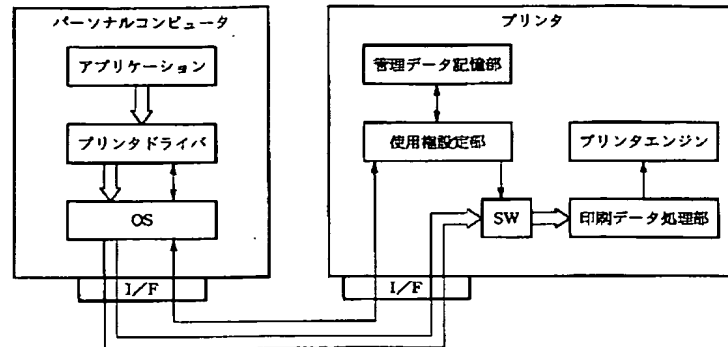 パーソナルコンピュータ
プリンタ
アプリケーション
管理データ記憶部
プリンタドライバ
使用権設定部
プリンタエンジン
OS
SW
印刷データ処理部
I/F
I/F